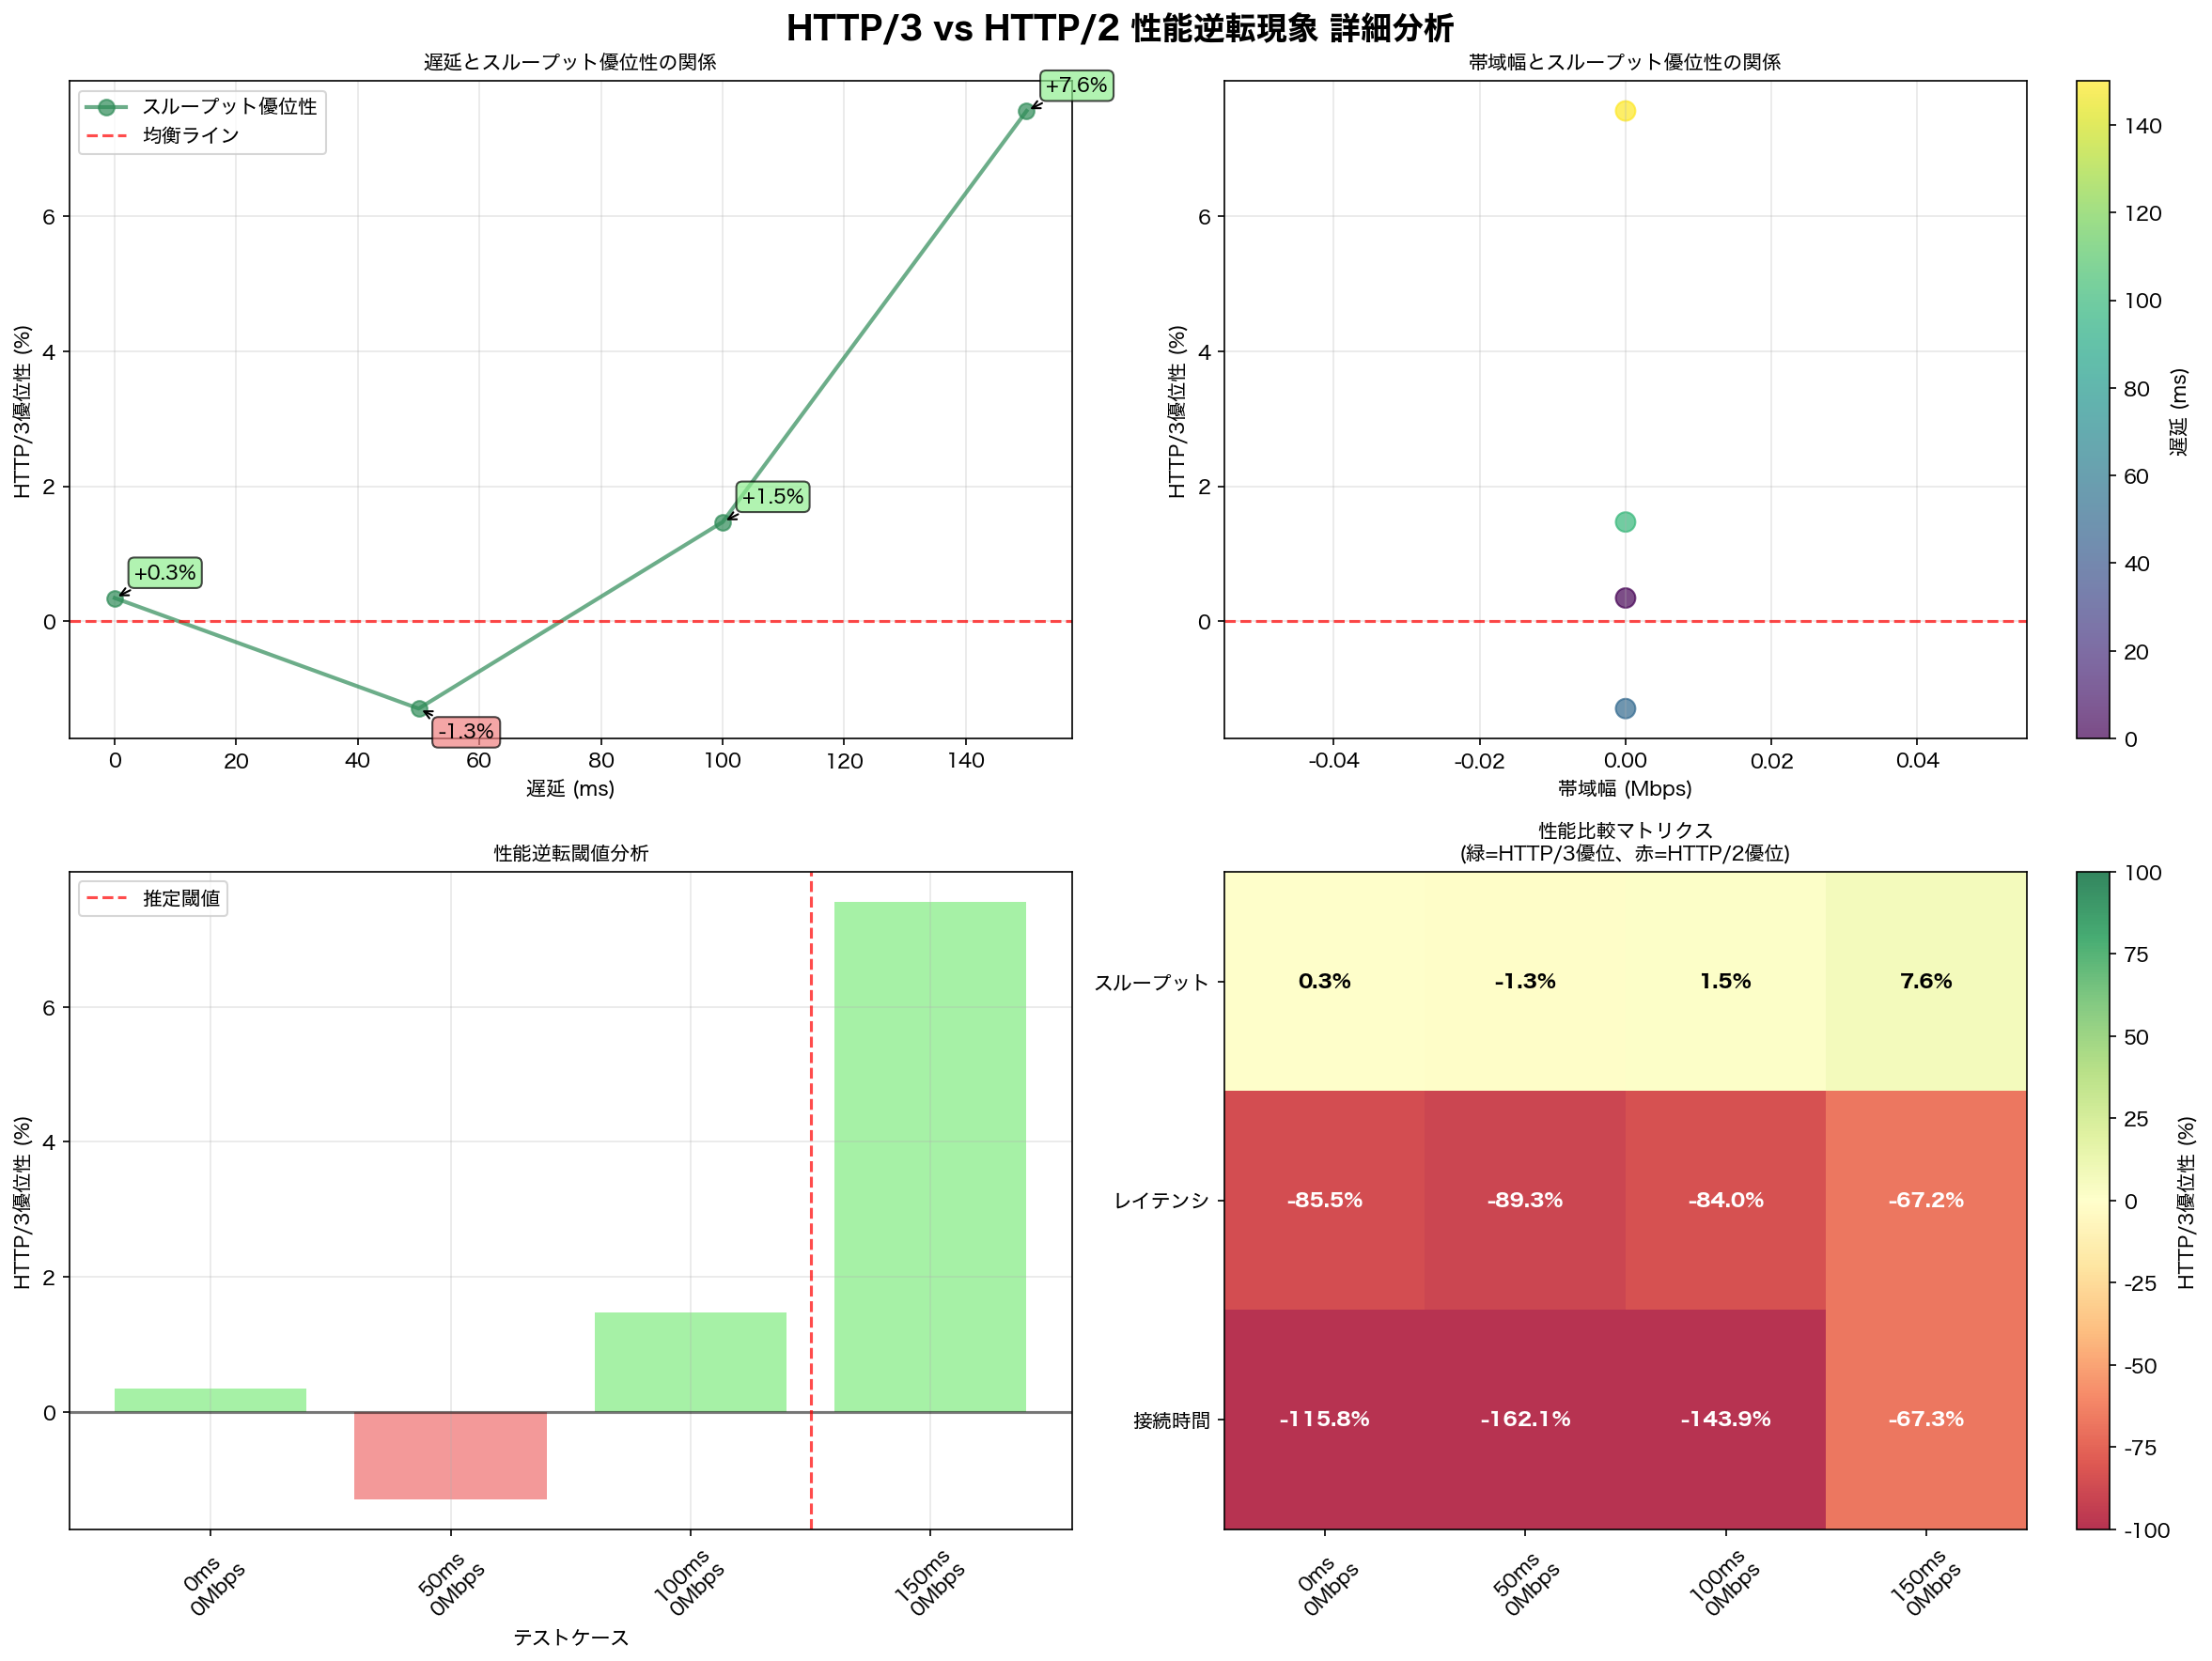 HTTP/3 vs HTTP/2 性能逆転現象 詳細分析
遅延とスループット優位性の関係
スループット優位性
均衡ライン
+0.3%
-1.3%
+1.5%
+7.6%
HTTP/3優位性 (%)
6
4
2
0
0
20
40
60
80
100
120
140
遅延 (ms)
帯域幅とスループット優位性の関係
HTTP/3優位性 (%)
6
4
2
0
-0.04
-0.02
0.00
0.02
0.04
帯域幅 (Mbps)
140
120
100
80
60
40
20
0
遅延 (ms)
性能逆転閾値分析
推定閾値
HTTP/3優位性 (%)
6
4
2
0
0ms
0Mbps
50ms
0Mbps
100ms
0Mbps
150ms
0Mbps
テストケース
性能比較マトリクス
(緑=HTTP/3優位、赤=HTTP/2優位)
スループット
0.3%
-1.3%
1.5%
7.6%
レイテンシ
-85.5%
-89.3%
-84.0%
-67.2%
接続時間
-115.8%
-162.1%
-143.9%
-67.3%
0ms
0Mbps
50ms
0Mbps
100ms
0Mbps
150ms
0Mbps
100
75
50
25
0
-25
-50
-75
-100
HTTP/3優位性 (%)